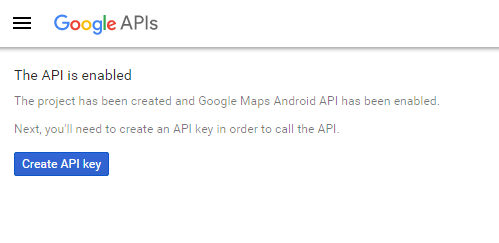 Google APIs
The API is enabled
The project has been created and Google Maps Android API has been enabled.
Next, you'll need to create an API key in order to call the API.
Create API key